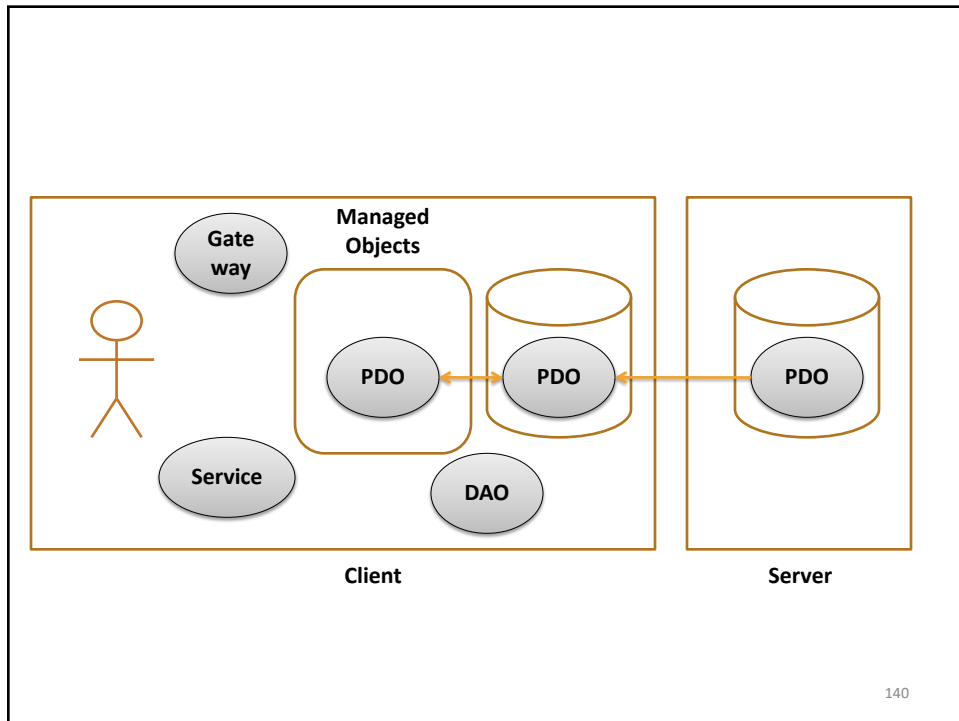 Managed
Objects
Gate
way
PDO
PDO
PDO
Service
DAO
Client
Server
140